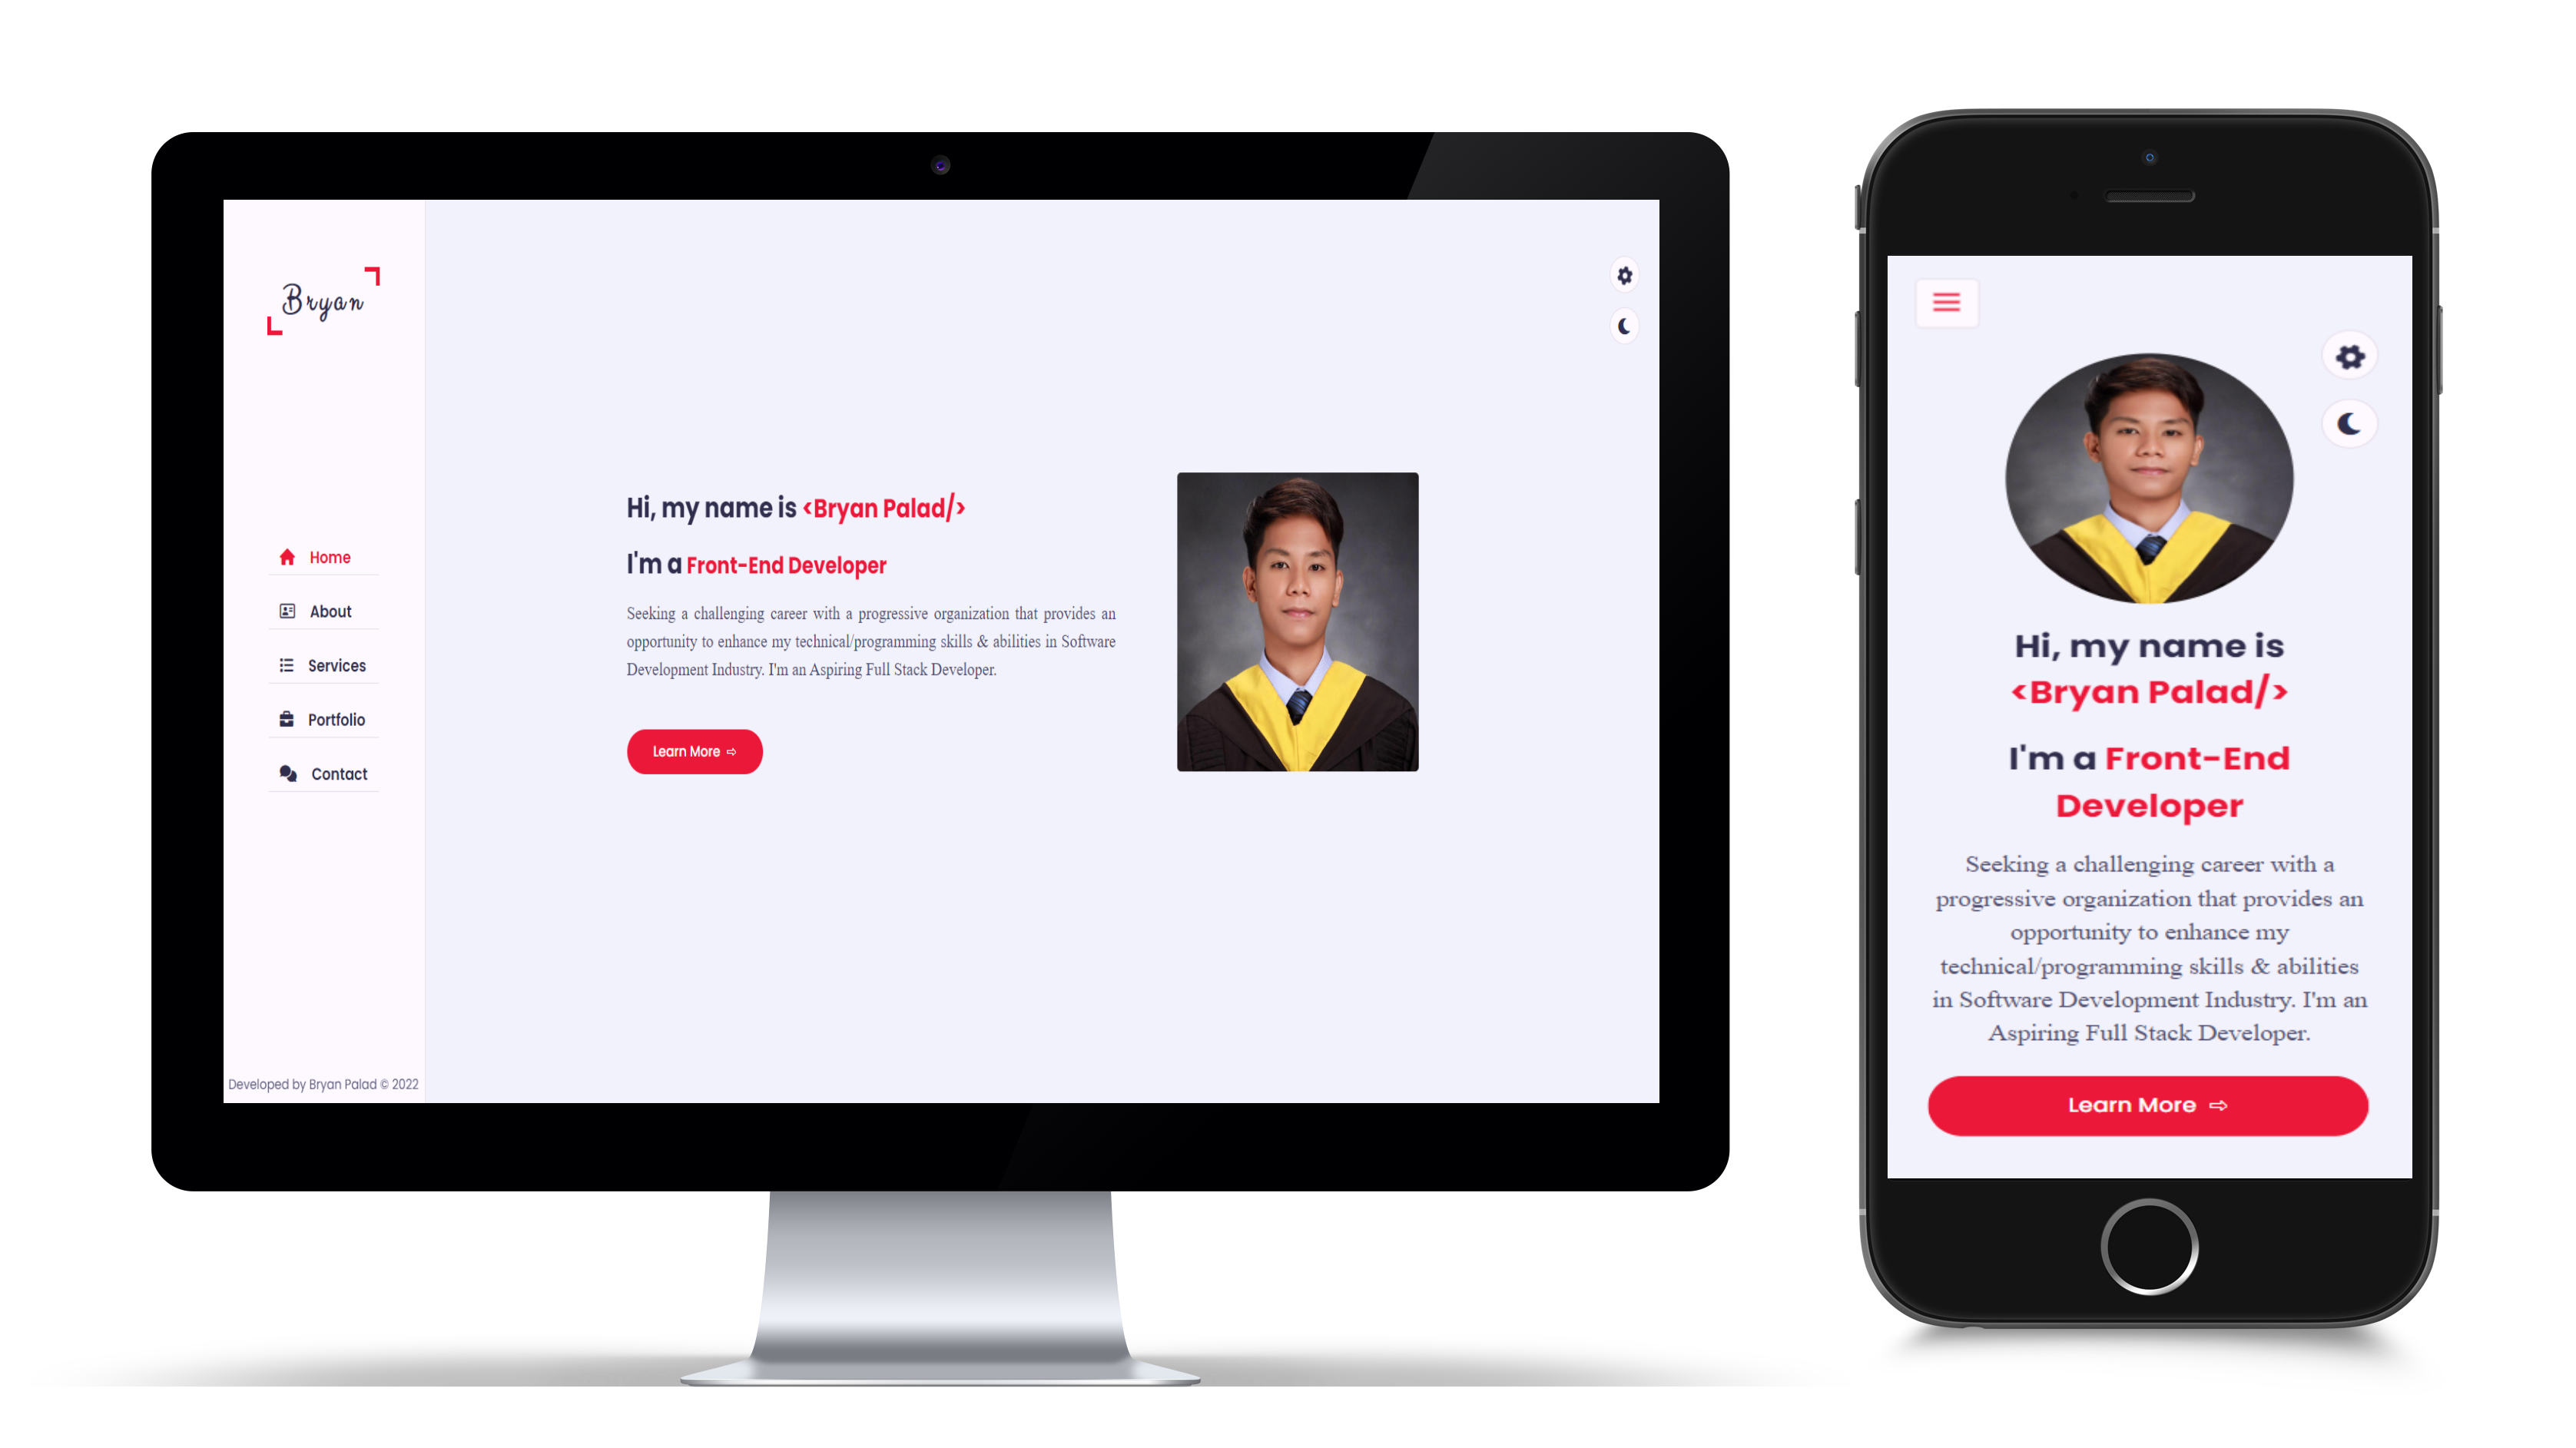 Bryan
Home
About
Services
Portfolio
Contact
Developed by Bryan Palad © 2022
Hi, my name is <Bryan Palad/>
I'm a Front-End Developer
Seeking a challenging career with a progressive organization that provides an
opportunity to enhance my technical/programming skills & abilities in Software
Development Industry. I'm an Aspiring Full Stack Developer.
Learn More ⇨
Hi, my name is
<Bryan Palad/>
I'm a Front-End
Developer
Seeking a challenging career with a
progressive organization that provides an
opportunity to enhance my
technical/programming skills & abilities
in Software Development Industry. I'm an
Aspiring Full Stack Developer.
Learn More ⇨